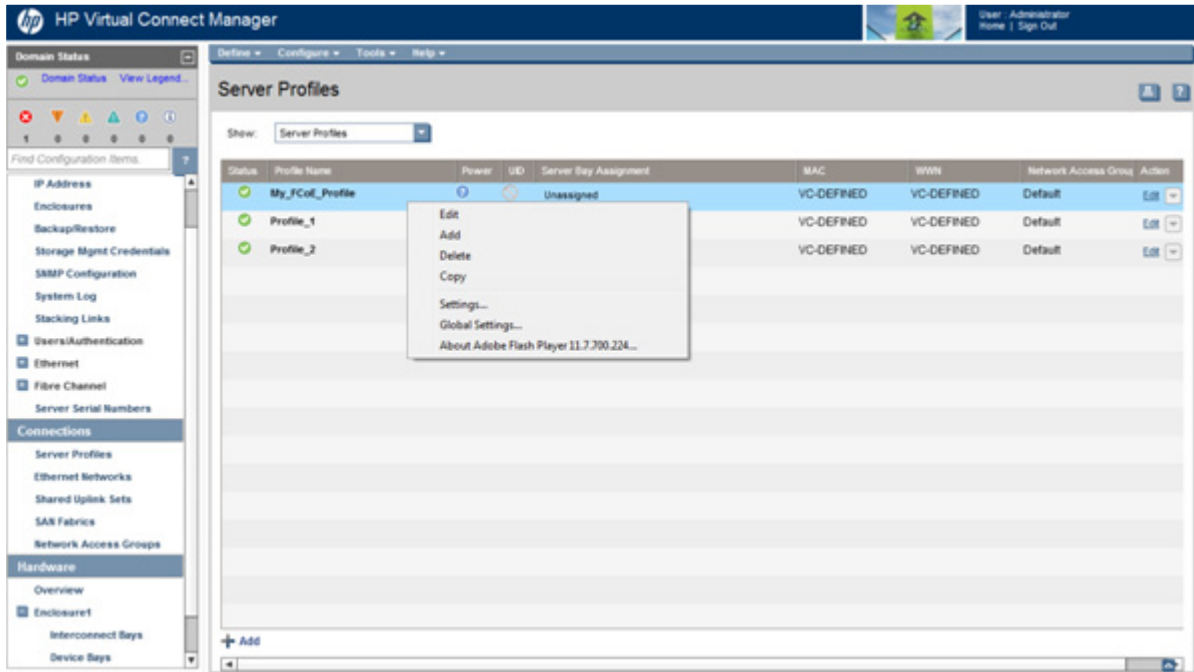 hp HP Virtual Connect Manager
User : Administrator
Home | Sign Out
Domain Status
Domain Status View Legend...
1 0 0 0 0 0
Find Configuration Items.
?
IP Address
Enclosures
Backup/Restore
Storage Mgmt Credentials
SNMP Configuration
System Log
Stacking Links
Users/Authentication
Ethernet
Fibre Channel
Server Serial Numbers
Connections
Server Profiles
Ethernet Networks
Shared Uplink Sets
SAN Fabrics
Network Access Groups
Hardware
Overview
Enclosure1
Interconnect Bays
Device Bays
Define Configure Tools Help
Server Profiles
?
Show: Server Profiles
Status Profile Name Power UID Server Bay Assignment MAC WWN Network Access Group Action
My_FCoE_Profile ? Unassigned VC-DEFINED VC-DEFINED Default Edit
Profile_1 VC-DEFINED VC-DEFINED Default Edit
Profile_2 VC-DEFINED VC-DEFINED Default Edit
Edit
Add
Delete
Copy
Settings...
Global Settings...
About Adobe Flash Player 11.7.700.224...
Add